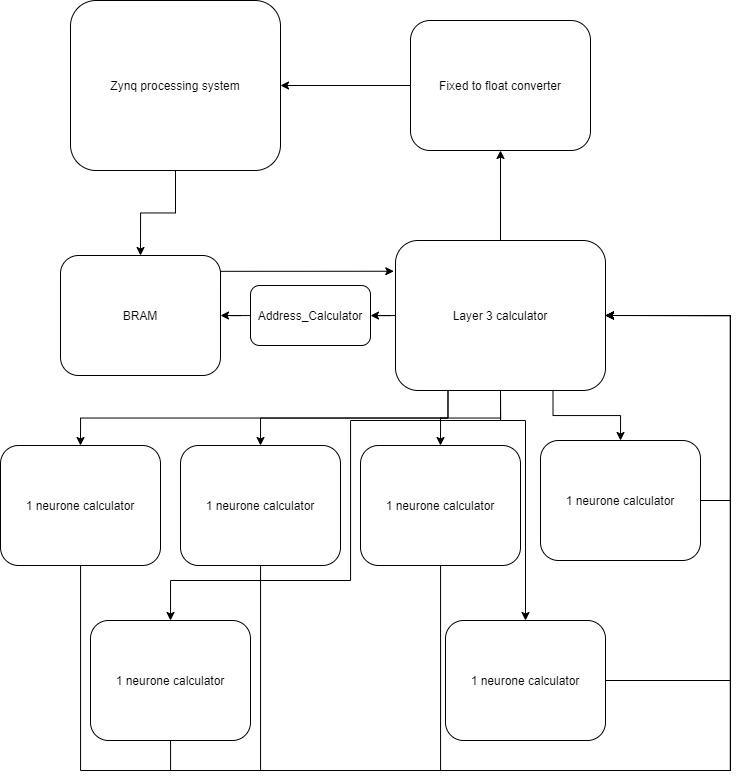 Zynq processing system
Fixed to float converter
BRAM
Address_Calculator
Layer 3 calculator
1 neurone calculator
1 neurone calculator
1 neurone calculator
1 neurone calculator
1 neurone calculator
1 neurone calculator